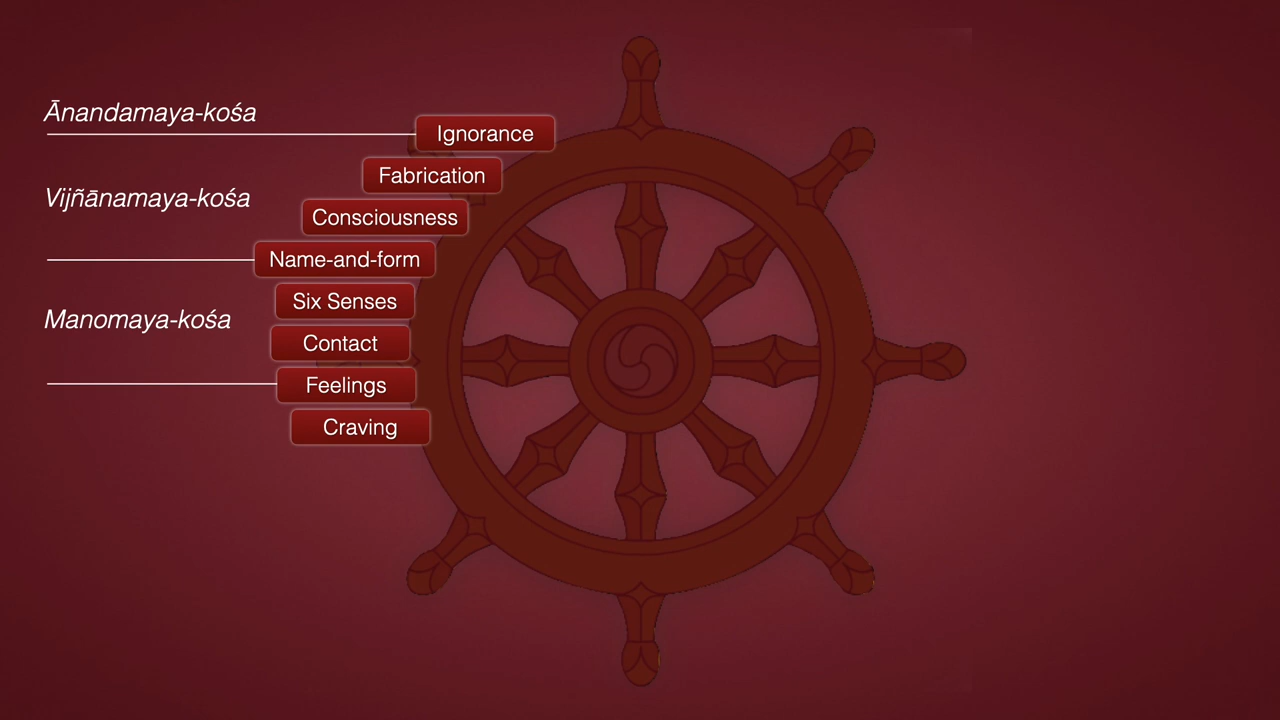 Ānandamaya-kośa
Ignorance
Fabrication
Vijñānamaya-kośa
Consciousness
Name-and-form
Six Senses
Manomaya-kośa
Contact
Feelings
Craving